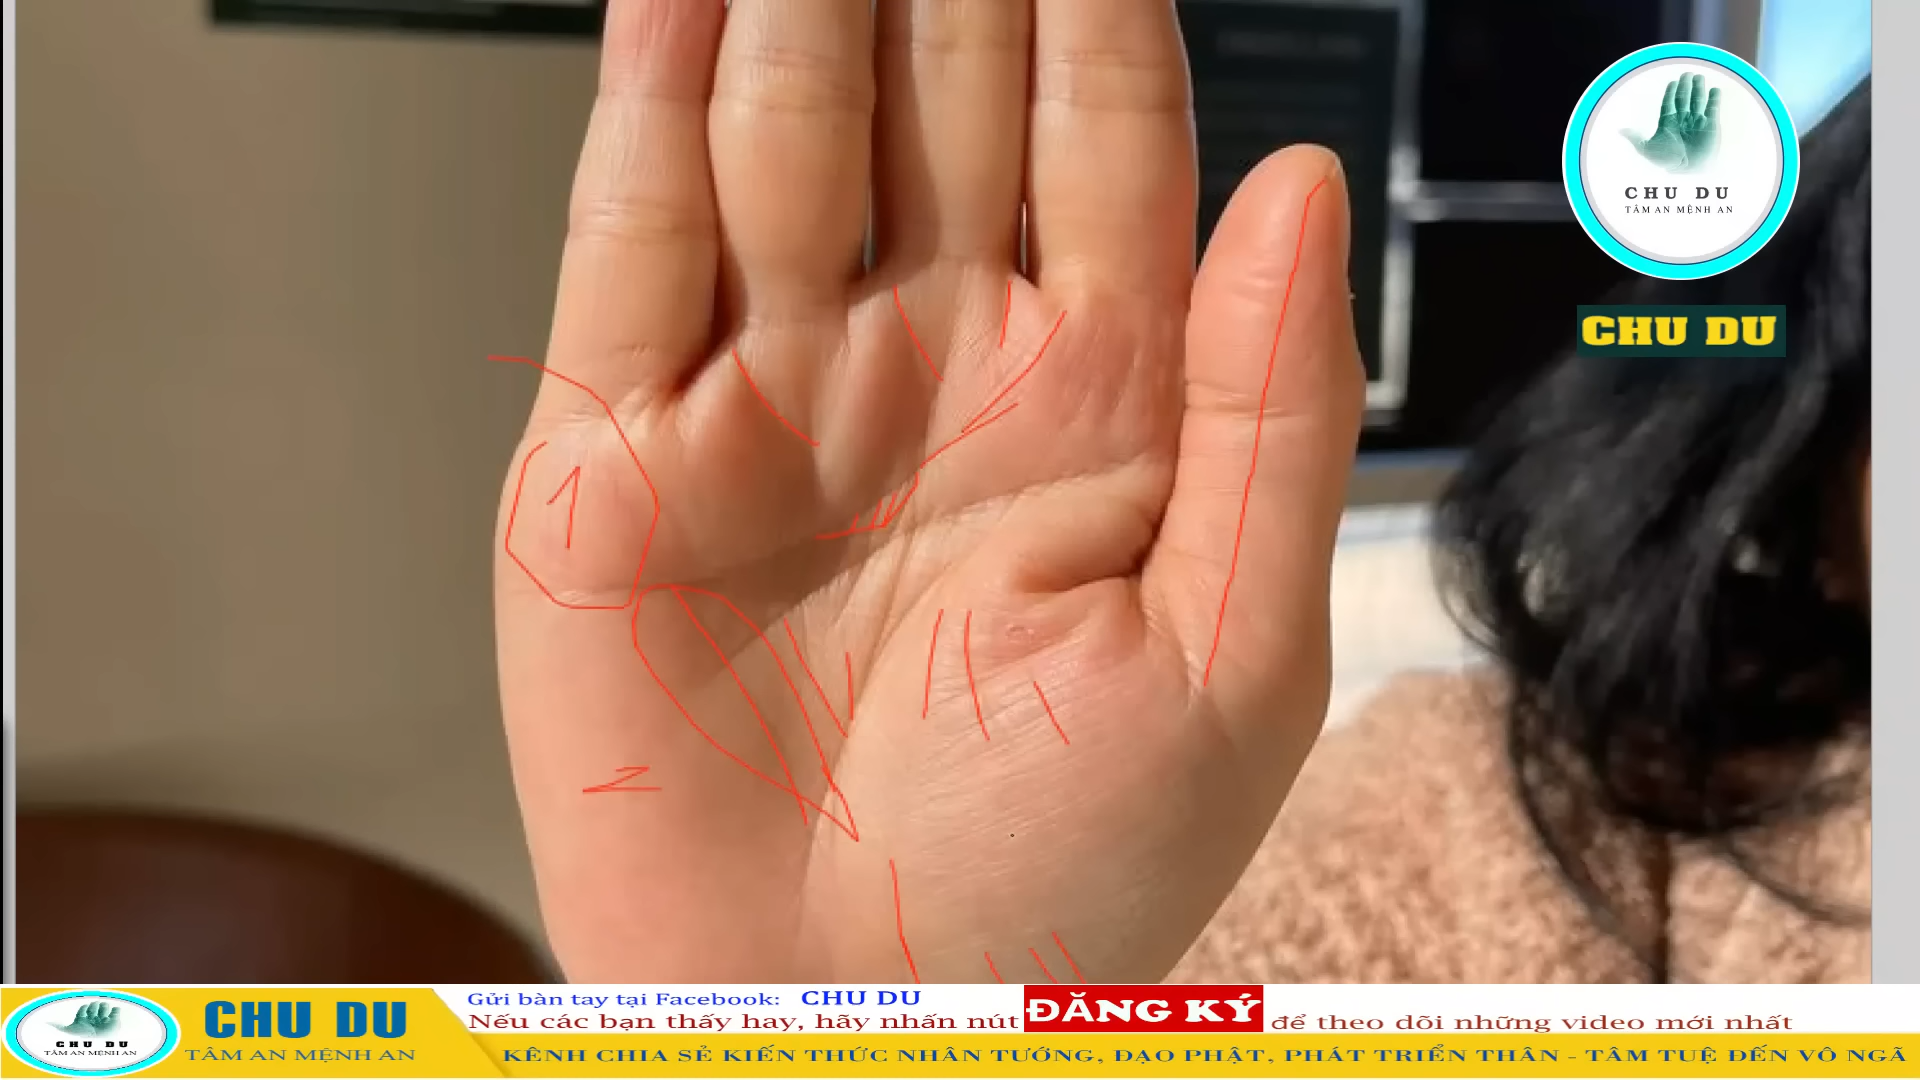 CHU DU
TÂM AN MỆNH AN
CHU DU
1
2
CHU DU
TÂM AN MỆNH AN
CHU DU
TÂM AN MỆNH AN
Gửi bàn tay tại Facebook: CHU DU
Nếu các bạn thấy hay, hãy nhấn nút ĐĂNG KÝ để theo dõi những video mới nhất
KÊNH CHIA SẺ KIẾN THỨC NHÂN TƯỚNG, ĐẠO PHẬT, PHÁT TRIỂN THÂN - TÂM TUỆ ĐẾN VÔ NGÃ